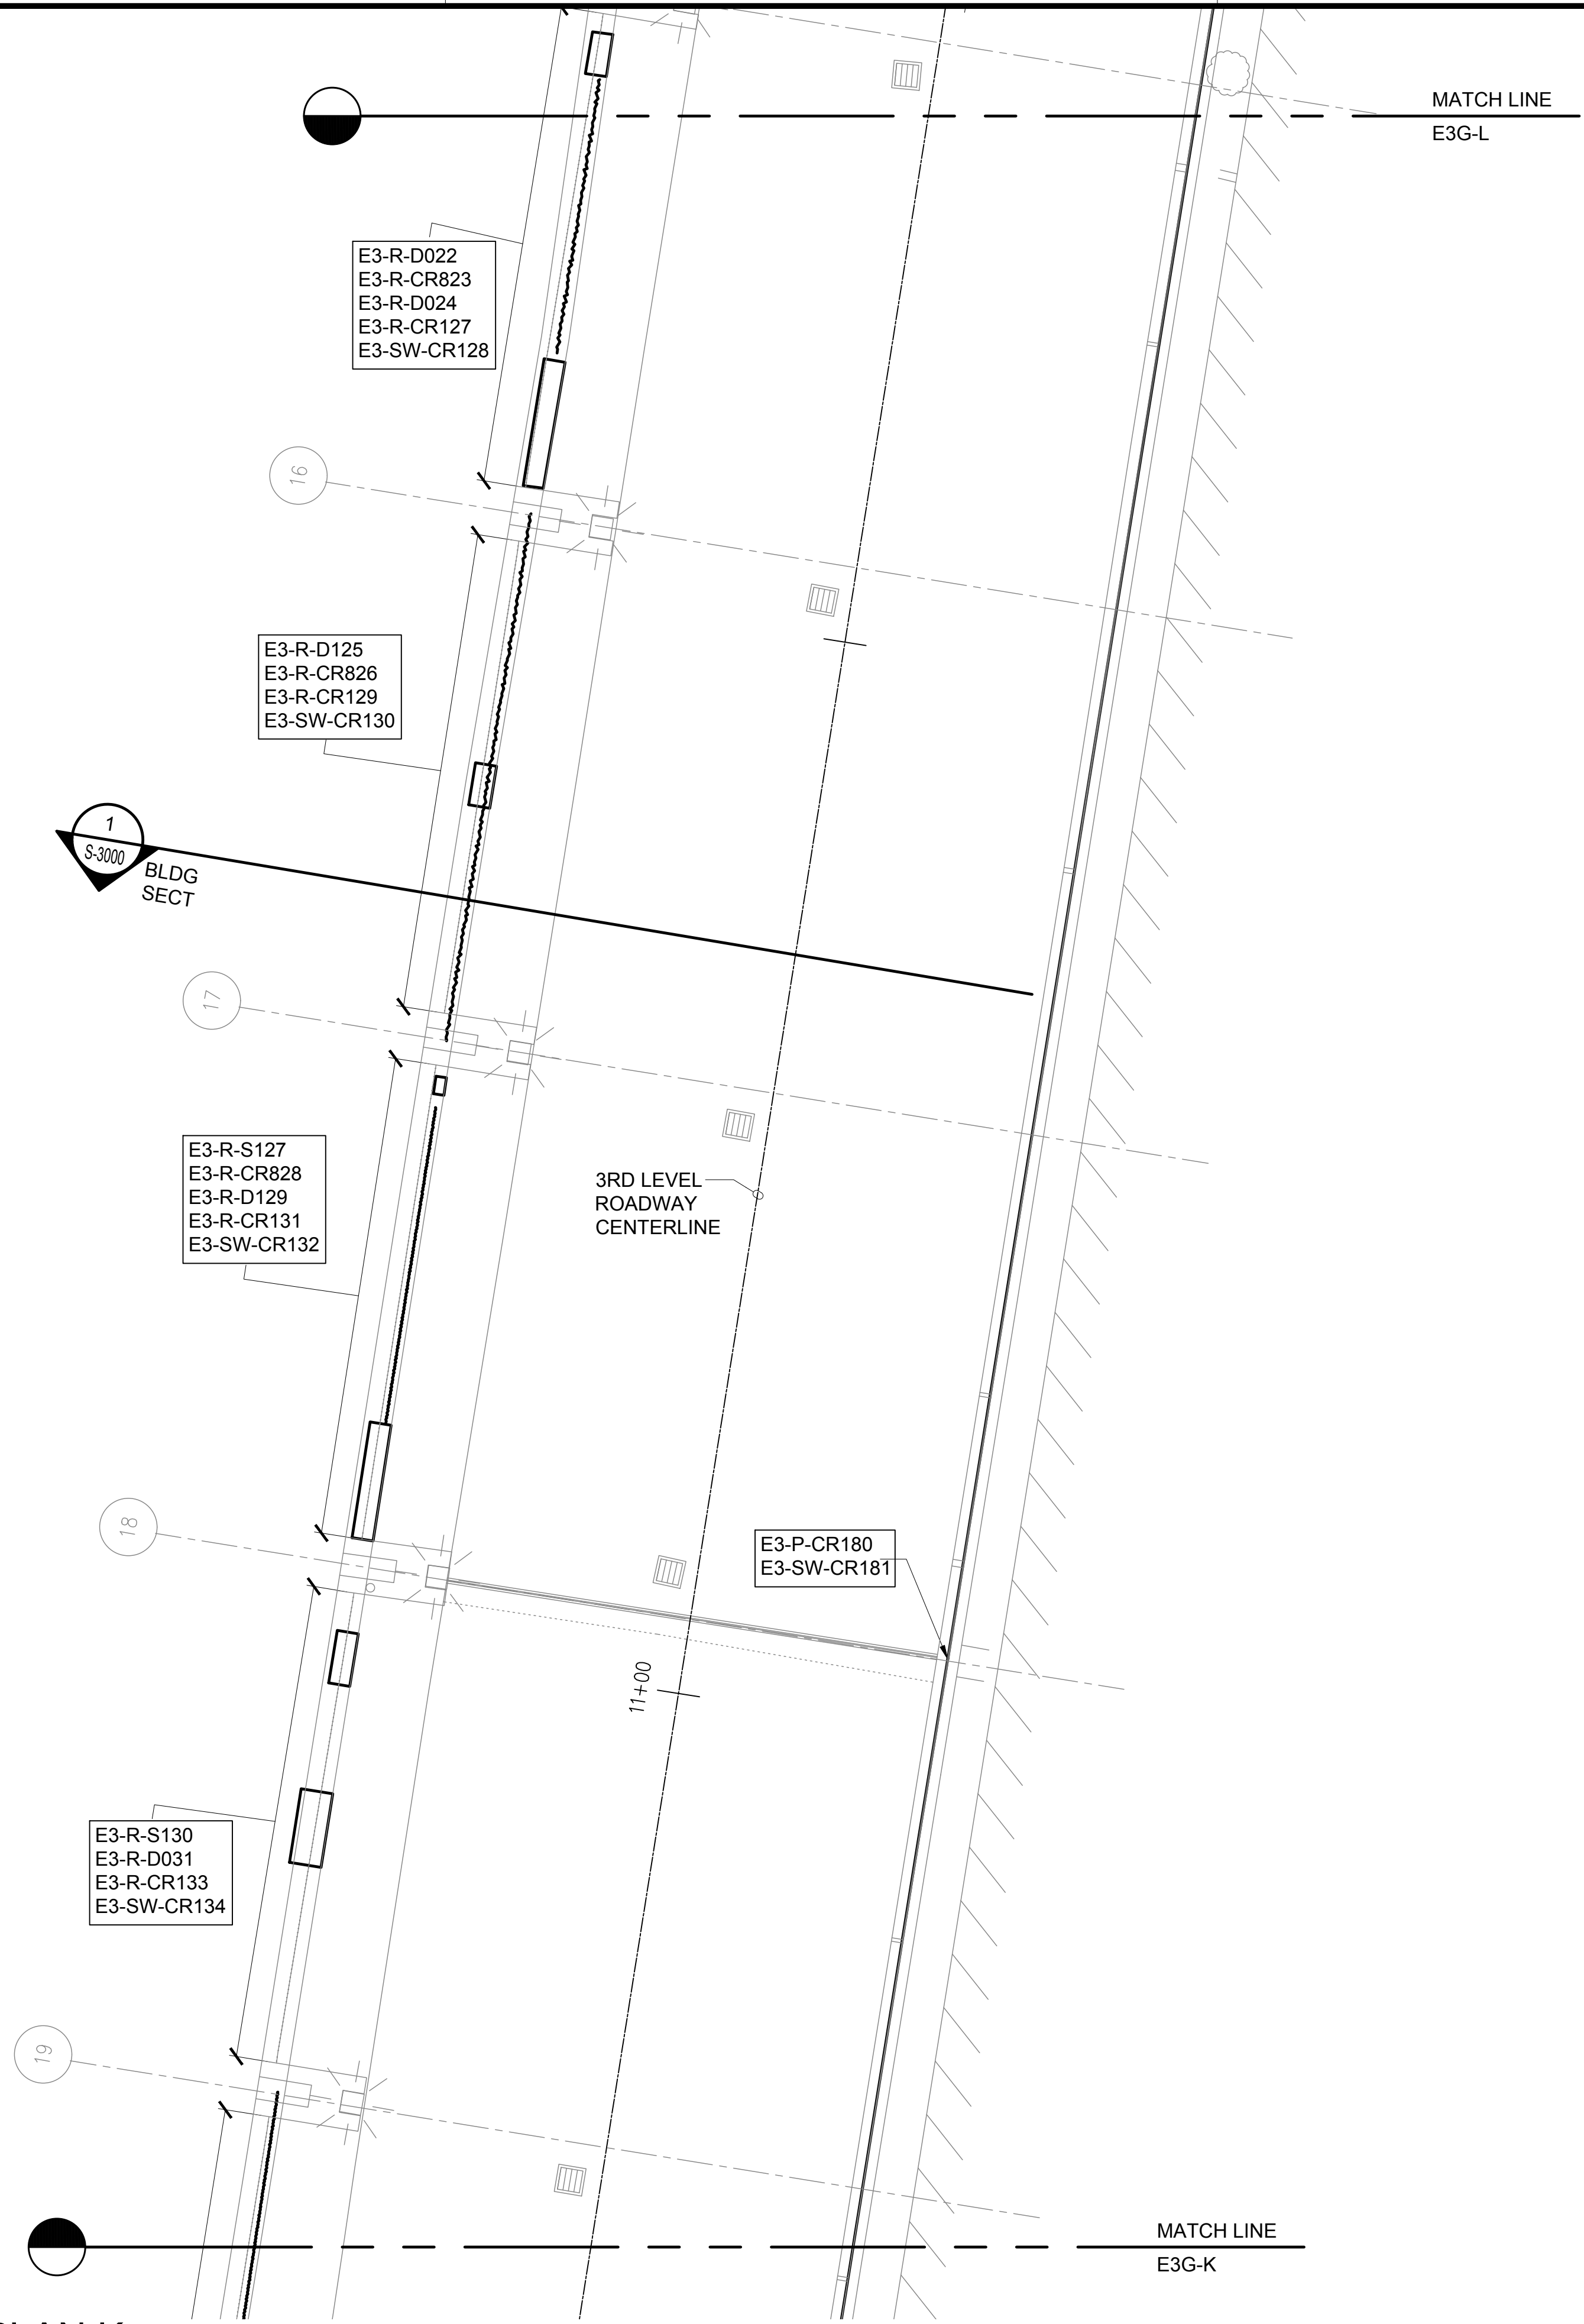 MATCH LINE
E3G-L
E3-R-D022
E3-R-CR823
E3-R-D024
E3-R-CR127
E3-SW-CR128
16
E3-R-D125
E3-R-CR826
E3-R-CR129
E3-SW-CR130
1
S-3000
BLDG
SECT
17
E3-R-S127
E3-R-CR828
E3-R-D129
E3-R-CR131
E3-SW-CR132
3RD LEVEL
ROADWAY
CENTERLINE
18
E3-P-CR180
E3-SW-CR181
11+00
E3-R-S130
E3-R-D031
E3-R-CR133
E3-SW-CR134
19
MATCH LINE
E3G-K